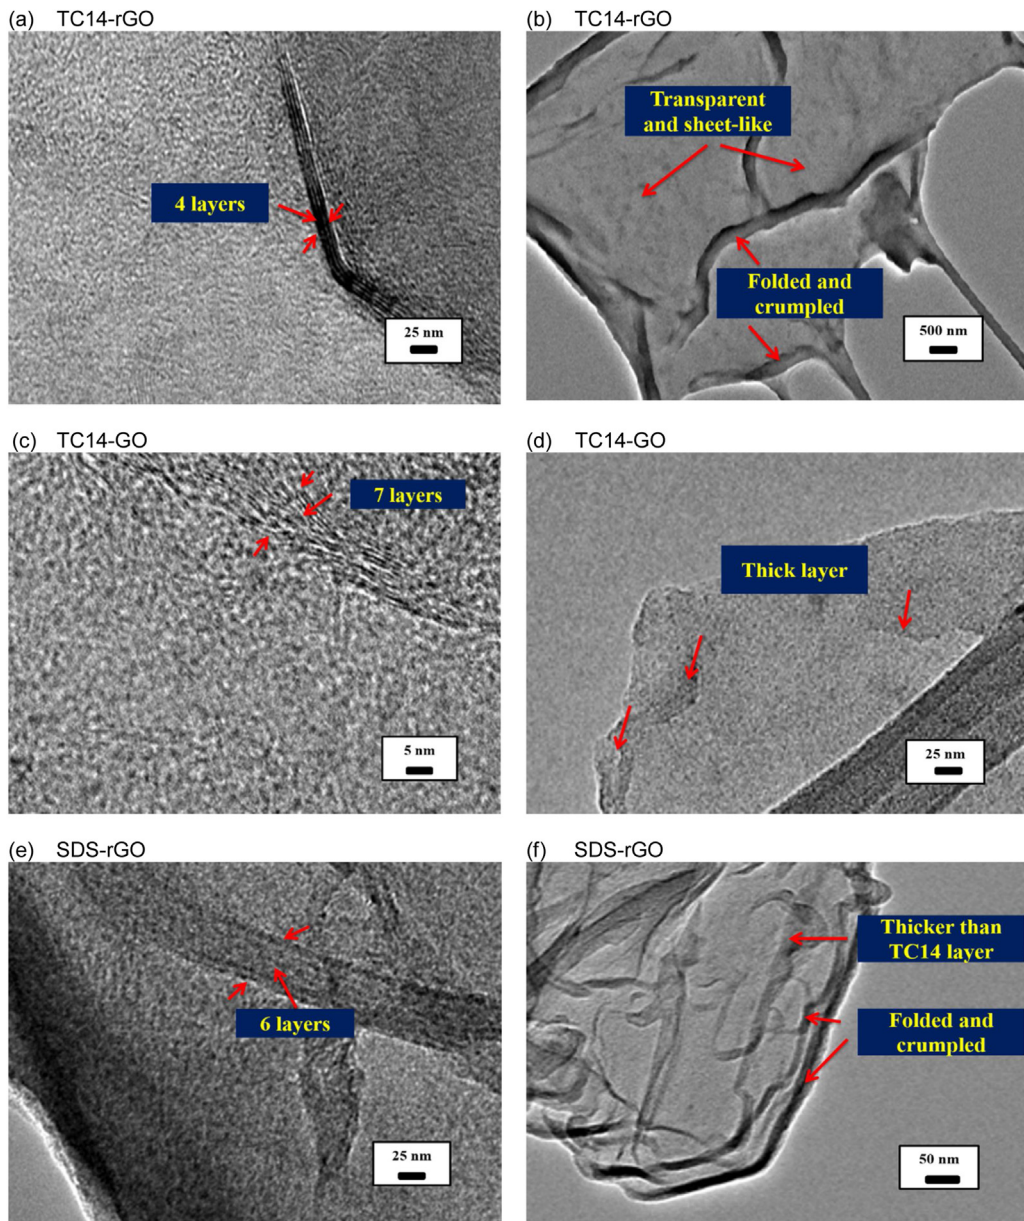 (a) TC14-rGO
4 layers
25 nm
(b) TC14-rGO
Transparent
and sheet-like
Folded and
crumpled
500 nm
(c) TC14-GO
7 layers
5 nm
(d) TC14-GO
Thick layer
25 nm
(e) SDS-rGO
6 layers
25 nm
(f) SDS-rGO
Thicker than
TC14 layer
Folded and
crumpled
50 nm